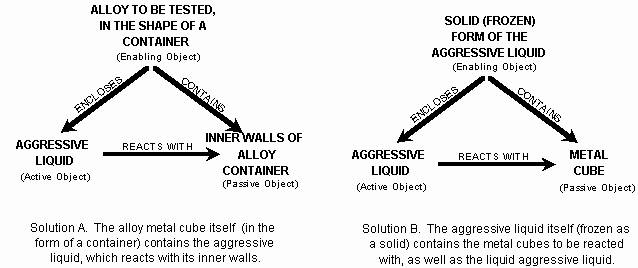 ALLOY TO BE TESTED,
IN THE SHAPE OF A
CONTAINER
(Enabling Object)
ENCLOSES
CONTAINS
AGGRESSIVE
LIQUID
(Active Object)
REACTS WITH
INNER WALLS OF
ALLOY
CONTAINER
(Passive Object)
Solution A. The alloy metal cube itself (in the
form of a container) contains the aggressive
liquid, which reacts with its inner walls.
SOLID (FROZEN)
FORM OF THE
AGGRESSIVE LIQUID
(Enabling Object)
ENCLOSES
CONTAINS
AGGRESSIVE
LIQUID
(Active Object)
REACTS WITH
METAL
CUBE
(Passive Object)
Solution B. The aggressive liquid itself (frozen as
a solid) contains the metal cubes to be reacted
with, as well as the liquid aggressive liquid.